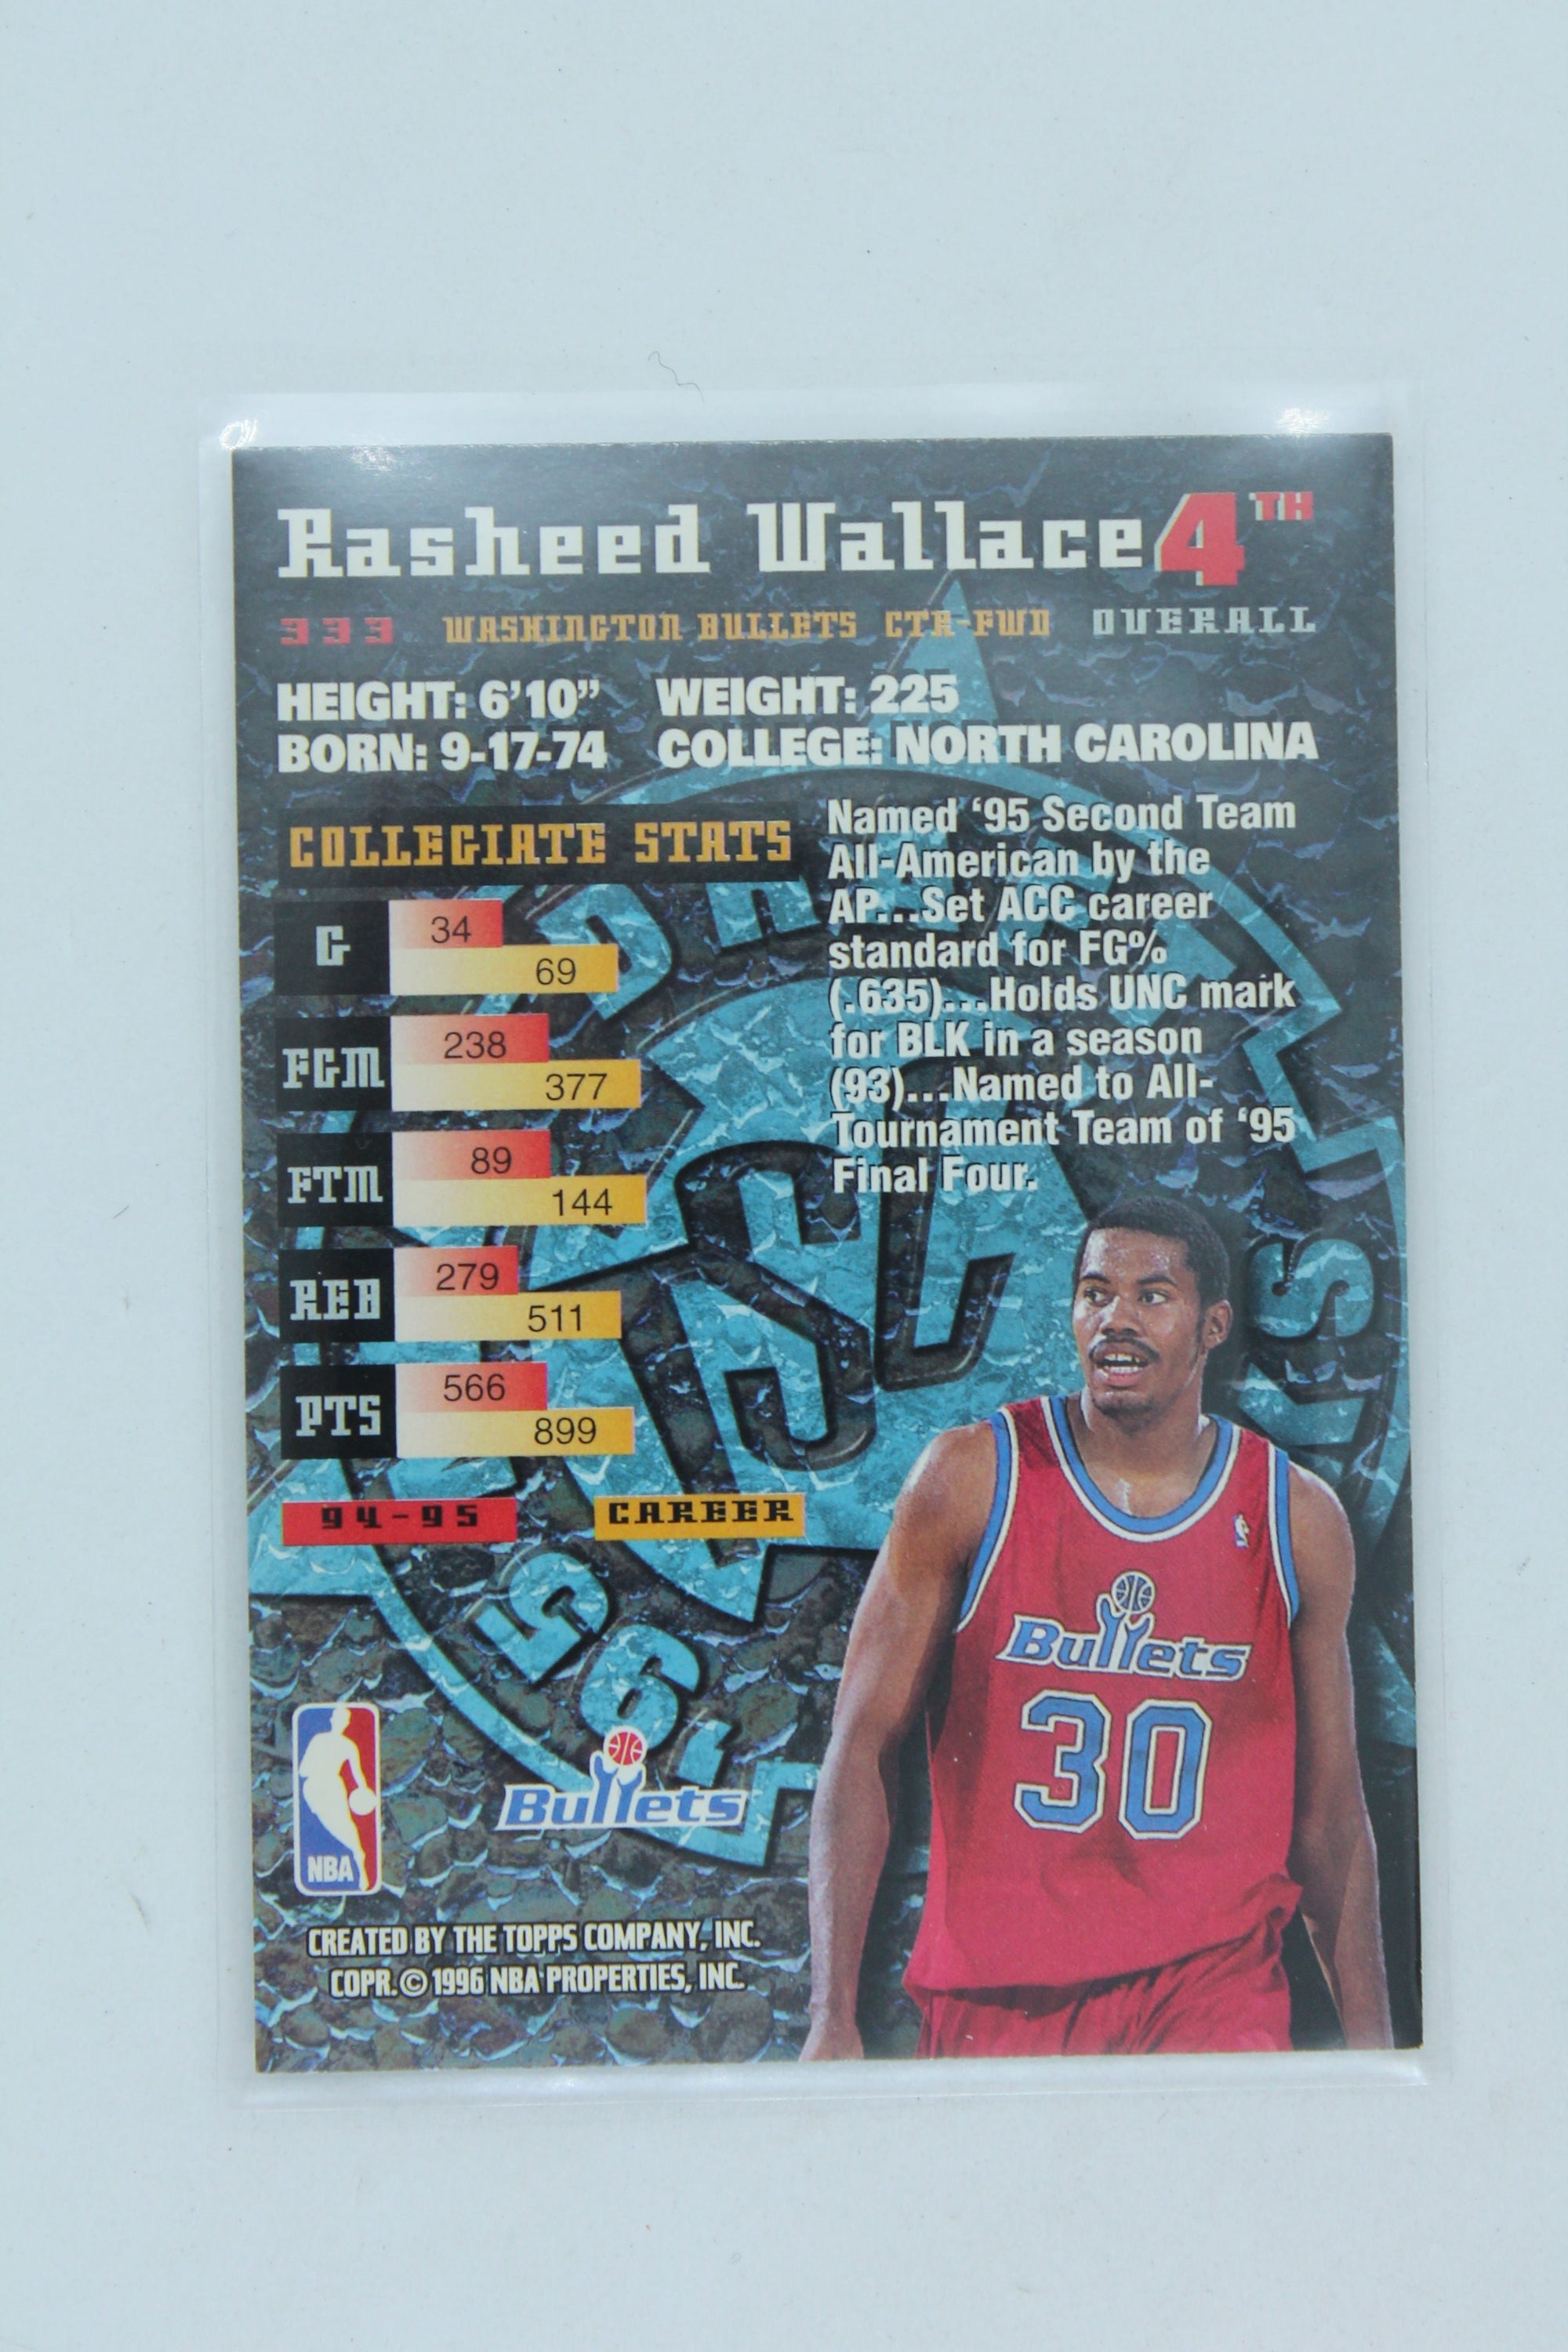 Rasheed Wallace 4TH
333 WASHINGTON BULLETS CTR-FWD OVERALL
HEIGHT: 6'10” WEIGHT: 225
BORN: 9-17-74 COLLEGE: NORTH CAROLINA
COLLEGIATE STATS
G 34
69
FGM 238
377
FTM 89
144
REB 279
511
PTS 566
899
94-95 CAREER
Named ‘95 Second Team
All-American by the
AP...Set ACC career
standard for FG%
(.635)...Holds UNC mark
for BLK in a season
(93)...Named to All-
Tournament Team of ‘95
Final Four.
DRAFT
Bullets
30
NBA
Bullets
CREATED BY THE TOPPS COMPANY, INC.
COPR. © 1996 NBA PROPERTIES, INC.